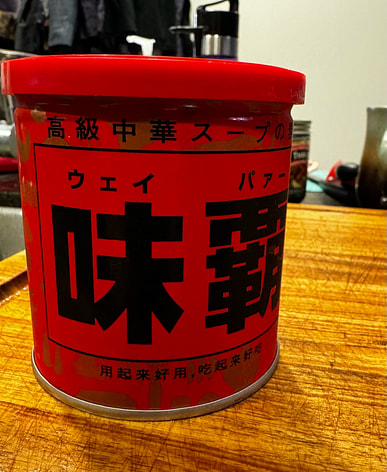 高級中華スープの
ウェイ パァー
味覇
用起来好用,吃起来好吃